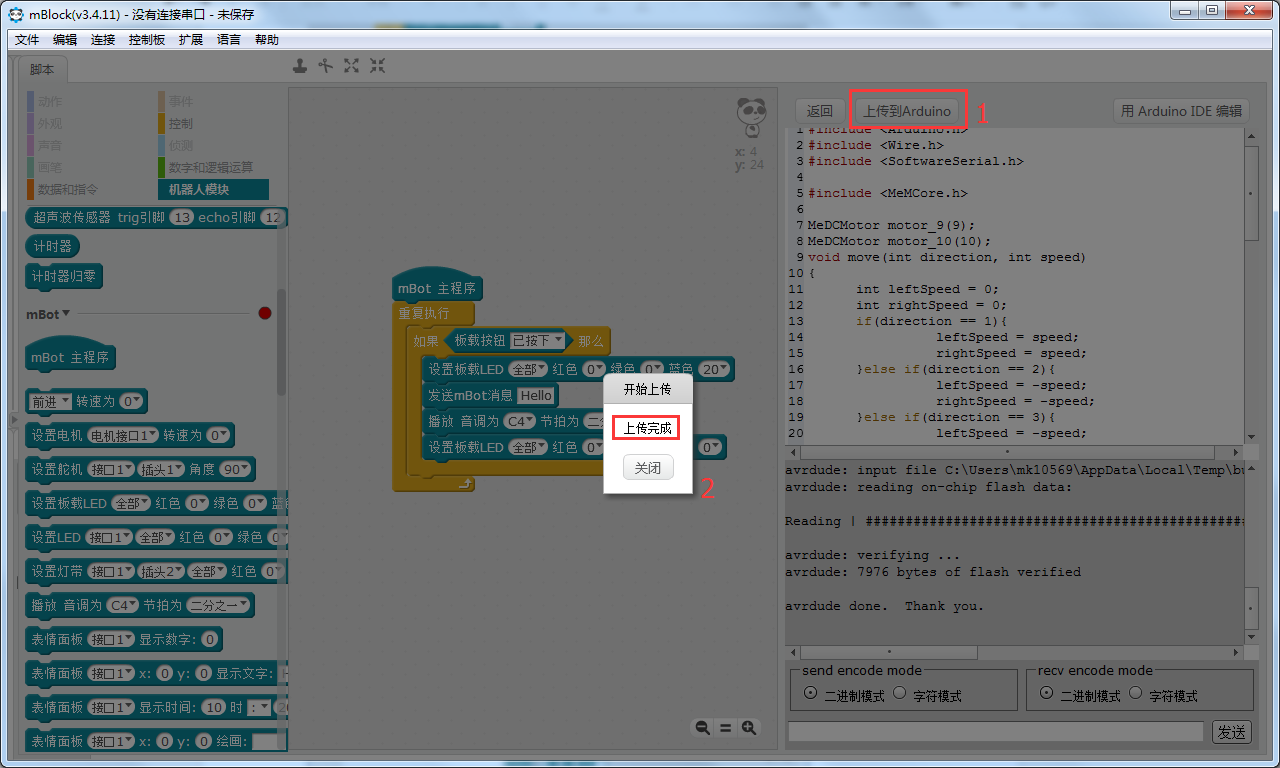 mBlock(v3.4.11) - 没有连接串口 - 未保存
文件 编辑 连接 控制板 扩展 语言 帮助
脚本
动作 事件
外观 控制
声音 侦测
画笔 数字和逻辑运算
数据和指令 机器人模块
超声波传感器 trig引脚 13 echo引脚 12
计时器
计时器归零
mBot
mBot 主程序
前进 转速为 0
设置电机 电机接口1 转速为 0
设置舵机 接口1 插头1 角度 90
设置板载LED 全部 红色 0 绿色 0
设置LED 接口1 全部 红色 0 绿色 0
设置灯带 接口1 插头2 全部 红色 0
播放 音调为 C4 节拍为 二分之一
表情面板 接口1 显示数字: 0
表情面板 接口1 x: 0 y: 0 显示文字:
表情面板 接口1 显示时间: 10 时 :
表情面板 接口1 x: 0 y: 0 绘画:
x: 4
y: 24
mBot 主程序
重复执行
如果 板载按钮 已按下 那么
设置板载LED 全部 红色 0 绿色 0 蓝色 20
发送mBot消息 Hello
播放 音调为 C4 节拍为
设置板载LED 全部 红色 0 0
开始上传
上传完成
关闭
2
返回 上传到Arduino 1 用 Arduino IDE 编辑
1 #include <Arduino.h>
2 #include <Wire.h>
3 #include <SoftwareSerial.h>
4
5 #include <MeMCore.h>
6
7 MeDCMotor motor_9(9);
8 MeDCMotor motor_10(10);
9 void move(int direction, int speed)
10 {
11 int leftSpeed = 0;
12 int rightSpeed = 0;
13 if(direction == 1){
14 leftSpeed = speed;
15 rightSpeed = speed;
16 }else if(direction == 2){
17 leftSpeed = -speed;
18 rightSpeed = -speed;
19 }else if(direction == 3){
20 leftSpeed = -speed;
avrdude: input file C:\Users\mk10569\AppData\Local\Temp\bu
avrdude: reading on-chip flash data:
Reading | ################################################
avrdude: verifying ...
avrdude: 7976 bytes of flash verified
avrdude done. Thank you.
send encode mode recv encode mode
二进制模式 字符模式 二进制模式 字符模式
发送